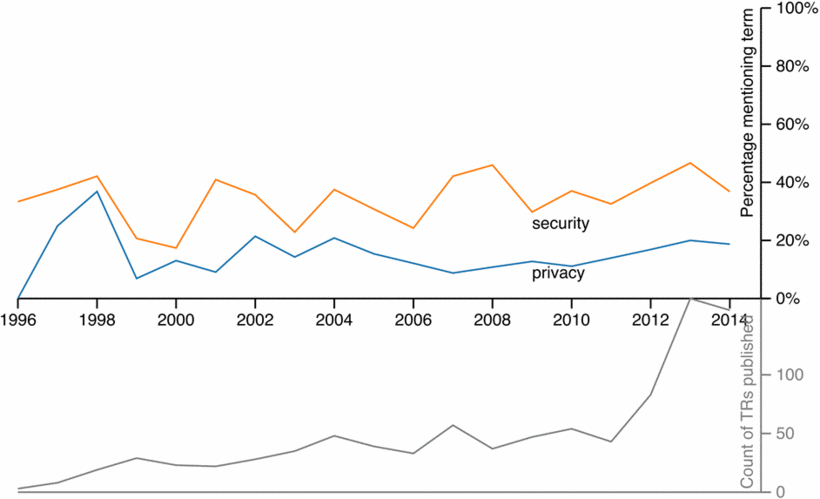 100%
80%
60%
40%
20%
0%
Percentage mentioning term
security
privacy
1996 1998 2000 2002 2004 2006 2008 2010 2012 2014
Count of TRs published
100
50
0